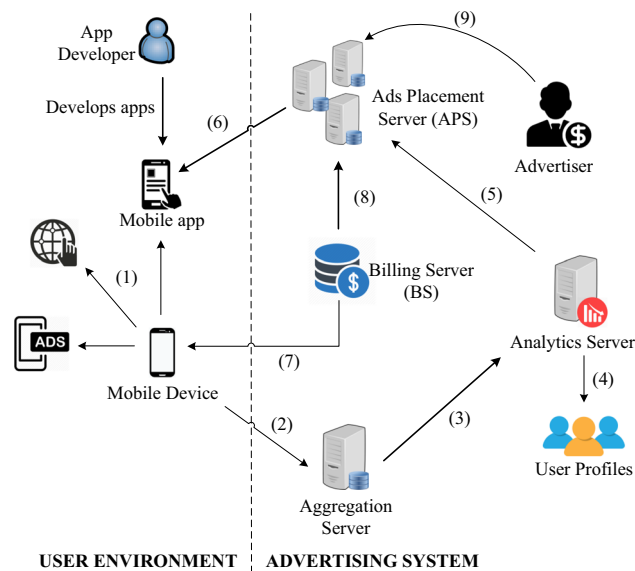 App
Developer
Develops apps
Mobile app
(1)
ADS
Mobile Device
(2)
(9)
(6)
Ads Placement
Server (APS)
Advertiser
(8)
(5)
Billing Server
(BS)
$
$
Analytics Server
(7)
(3)
(4)
User Profiles
Aggregation
Server
USER ENVIRONMENT
ADVERTISING SYSTEM